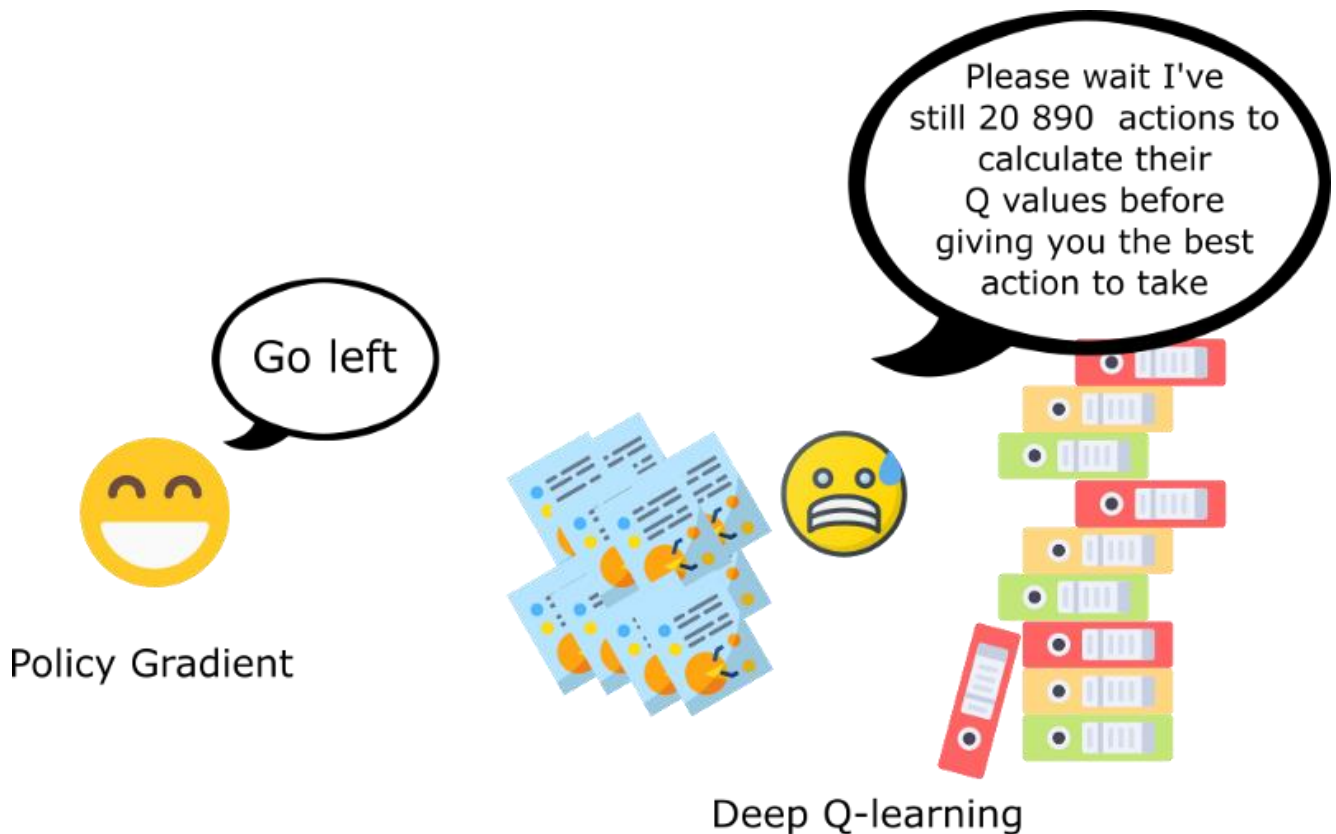 Please wait I've
still 20 890 actions to
calculate their
Q values before
giving you the best
action to take
Go left
Policy Gradient
Deep Q-learning